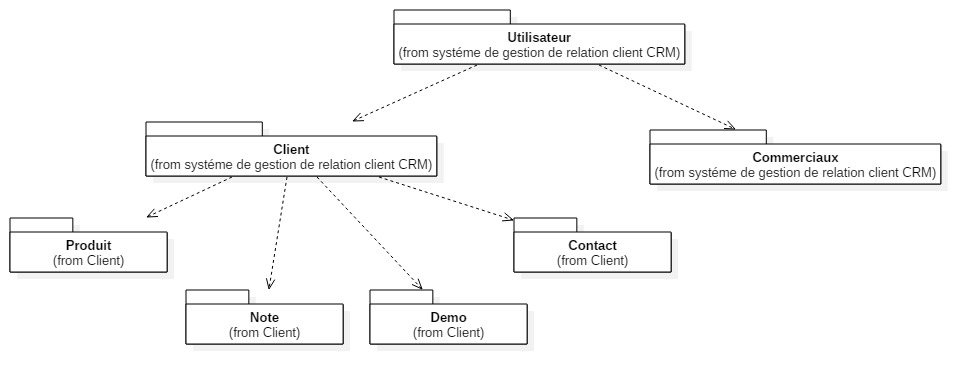 Utilisateur
(from systéme de gestion de relation client CRM)
Client
(from systéme de gestion de relation client CRM)
Commerciaux
(from systéme de gestion de relation client CRM)
Produit
(from Client)
Contact
(from Client)
Note
(from Client)
Demo
(from Client)